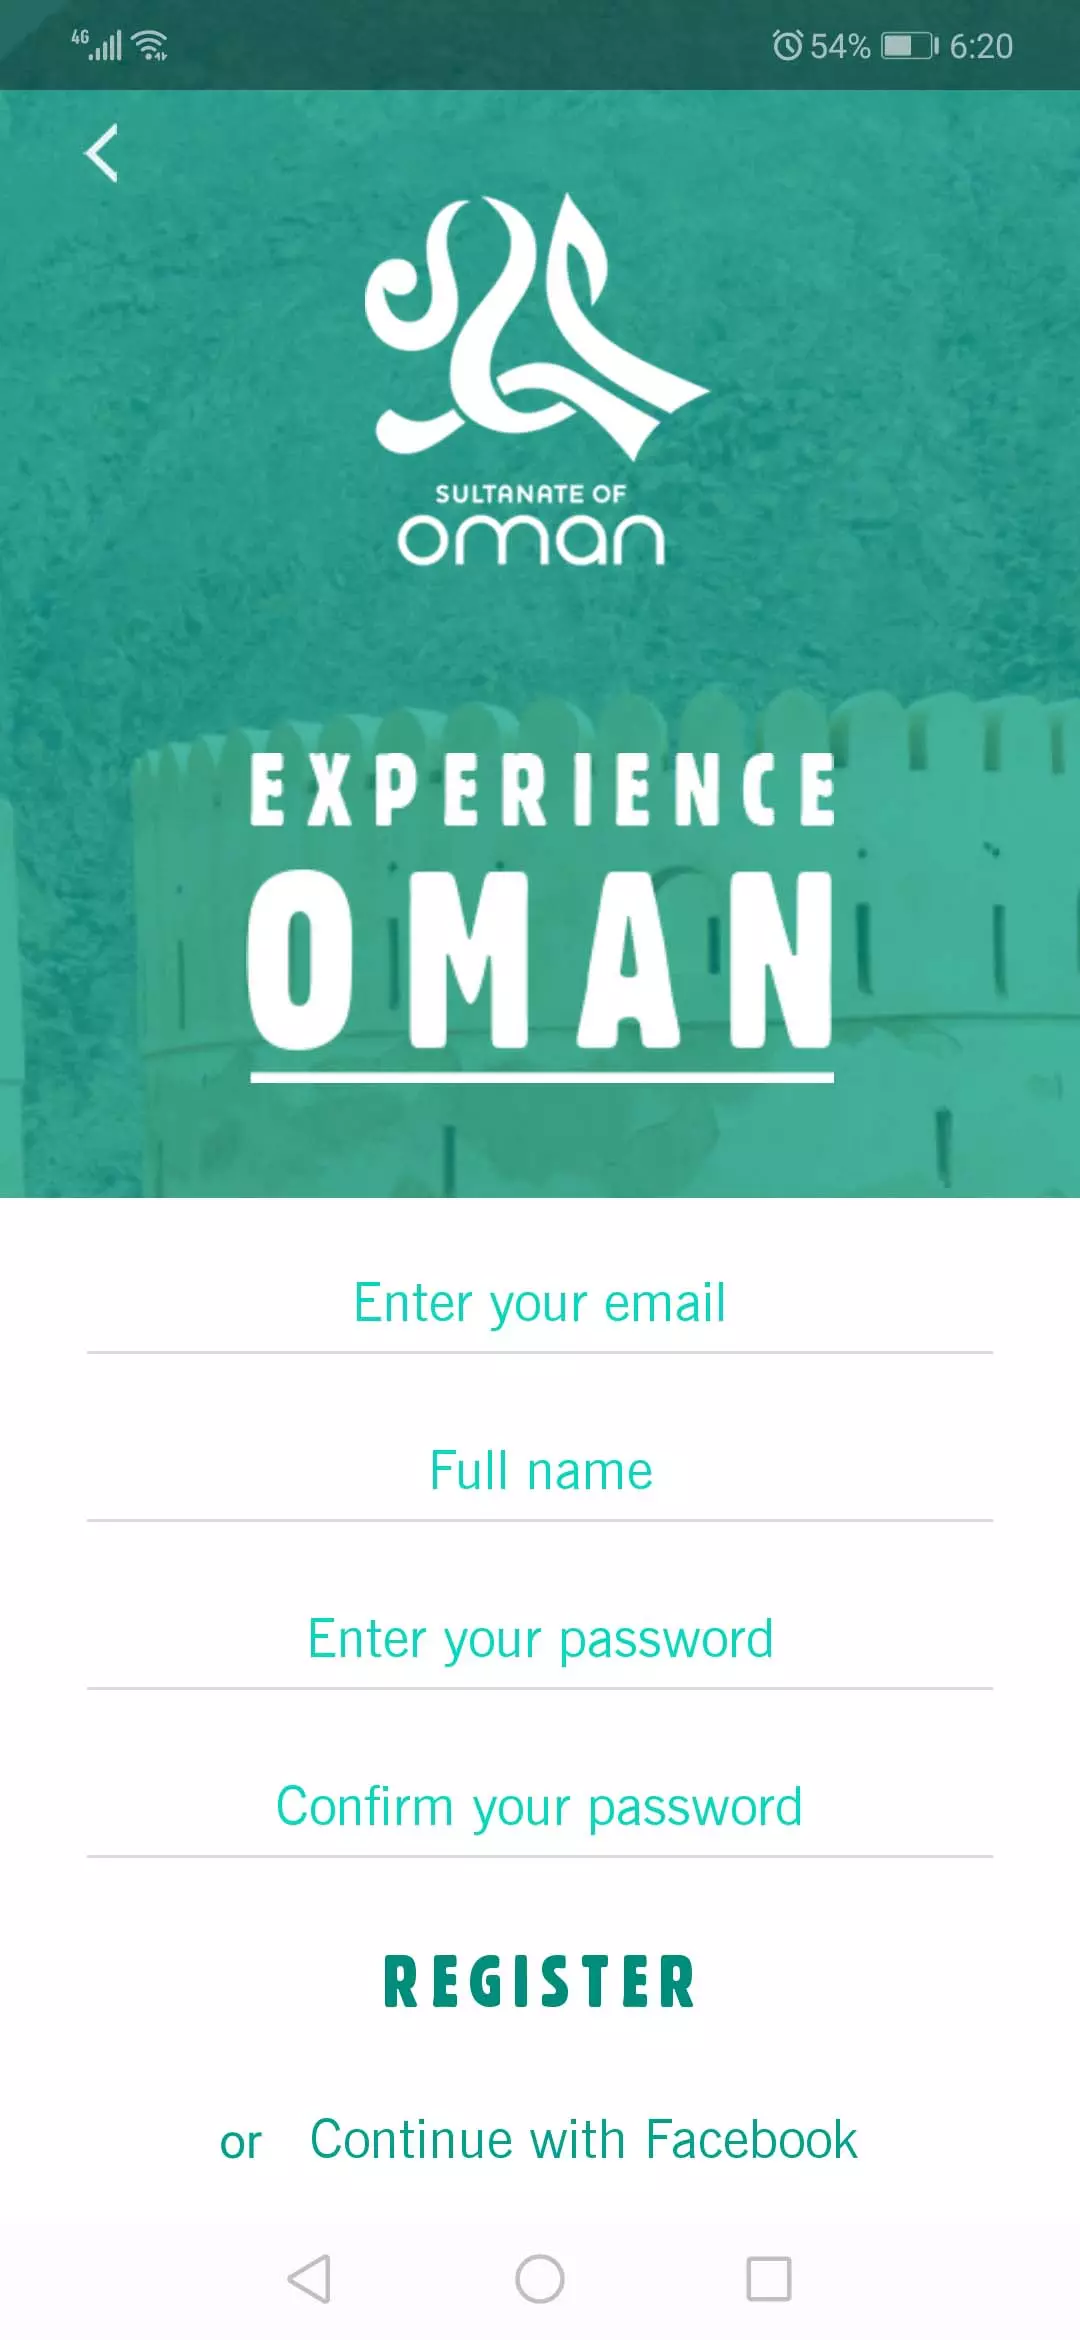 4G 54% 6:20
SULTANATE OF
oman
EXPERIENCE
OMAN
Enter your email
Full name
Enter your password
Confirm your password
REGISTER
or Continue with Facebook